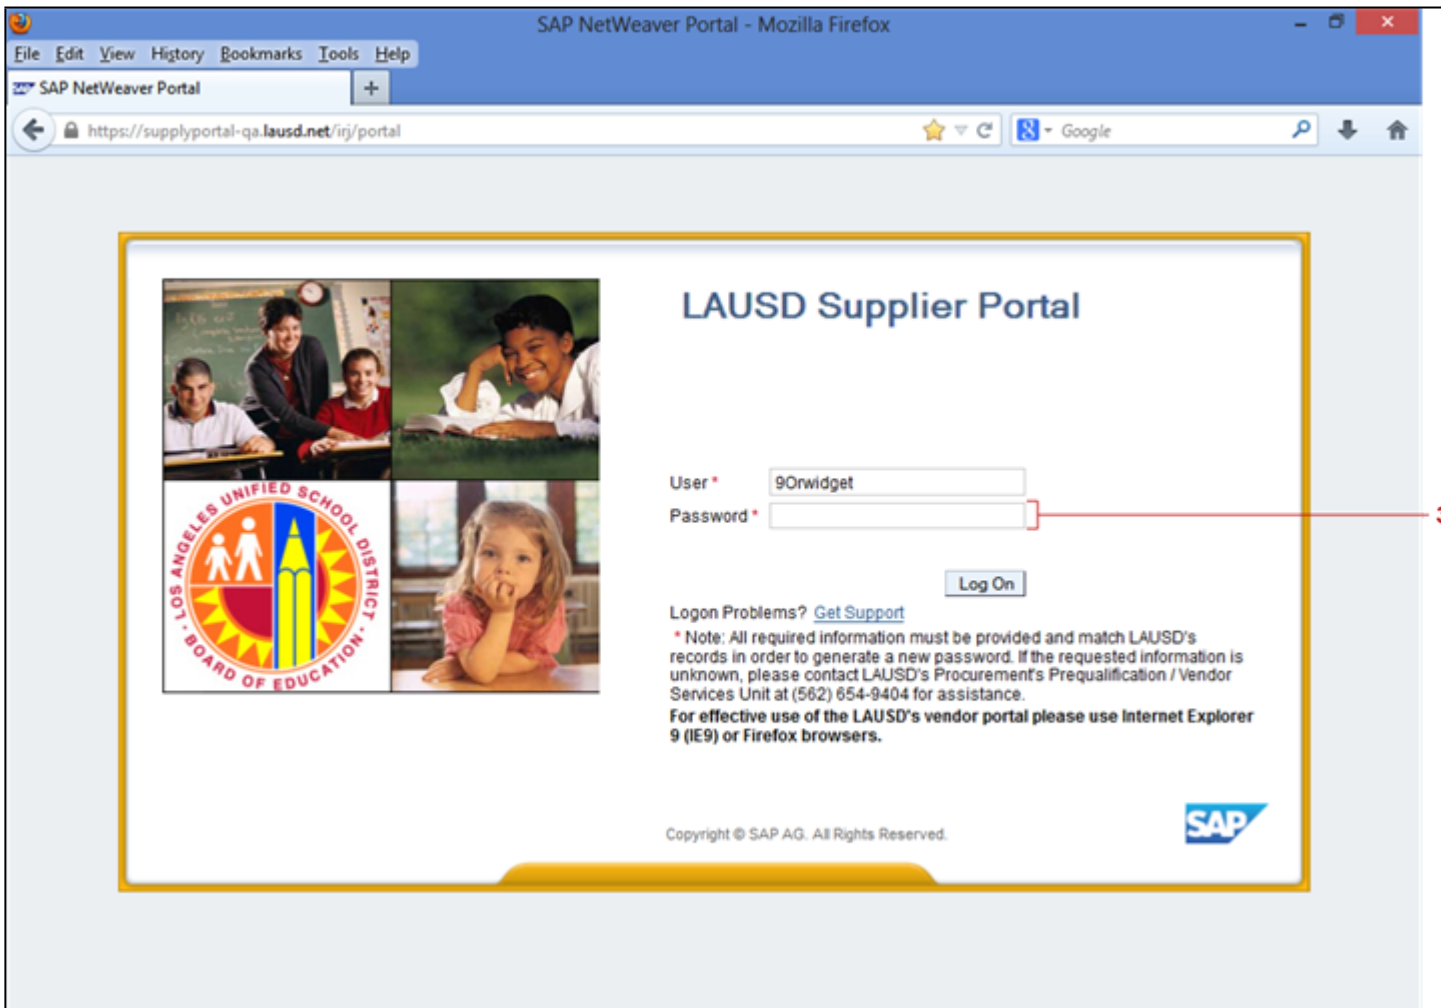 SAP NetWeaver Portal - Mozilla Firefox
File Edit View History Bookmarks Tools Help
SAP NetWeaver Portal
https://supplyportal-qa.lausd.net/irj/portal
Google
LAUSD Supplier Portal
User *
9Orwidget
Password *
Log On
Logon Problems? Get Support
* Note: All required information must be provided and match LAUSD's
records in order to generate a new password. If the requested information is
unknown, please contact LAUSD's Procurement's Prequalification / Vendor
Services Unit at (562) 654-9404 for assistance.
For effective use of the LAUSD's vendor portal please use Internet Explorer
9 (IE9) or Firefox browsers.
LOS ANGELES UNIFIED SCHOOL DISTRICT
BOARD OF EDUCATION
Copyright © SAP AG. All Rights Reserved.
SAP